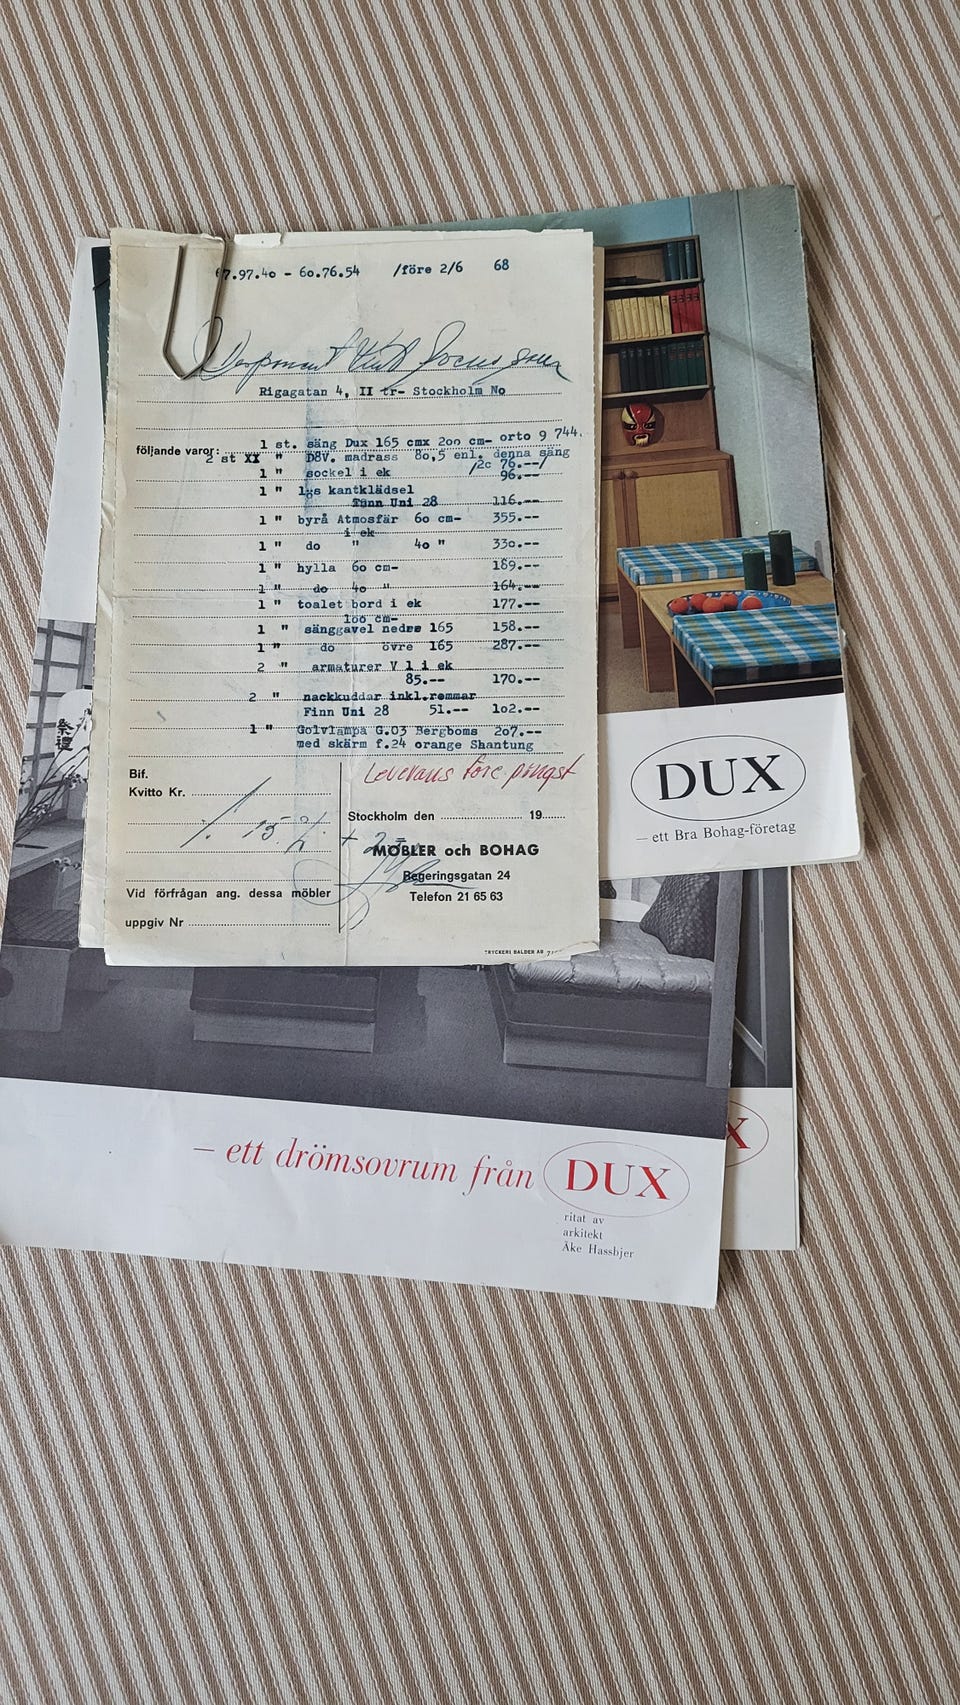 67.97.40 - 60.76.54 /före 2/6 68
Rigagatan 4, II tr- Stockholm No
följande varor:
1 st. säng Dux 165 cmx 200 cm- orto 9 744.
2 st XX " DBV. madrass 80,5 enl. denna säng
/2c 76.--/
1 " sockel i ek 96.--
1 " lös kantklädsel
Finn Uni 28 116.--
1 " byrå Atmosfär 60 cm- 355.--
i ek
1 " do " 40 " 330.--
1 " hylla 60 cm- 189.--
1 " do 40 " 164.--
1 " toalet bord i ek 177.--
100 cm-
1 " sänggavel nedre 165 158.--
1 " do övre 165 287.--
2 " armaturer V 1 i ek
85.-- 170.--
2 " nackkuddar inkl.remmar
Finn Uni 28 51.-- 102.--
1 " Golvlampa G.03 Bergboms 207.--
med skärm f.24 orange Shantung
Leverans före pingst
Bif.
Kvitto Kr.
Stockholm den 19
MÖBLER och BOHAG
Regeringsgatan 24
Telefon 21 65 63
Vid förfrågan ang. dessa möbler
uppgiv Nr
TRYCKERI BALDER AB
DUX
– ett Bra Bohag-företag
– ett drömsovrum från DUX
ritat av
arkitekt
Åke Hassbjer
X
祭禮